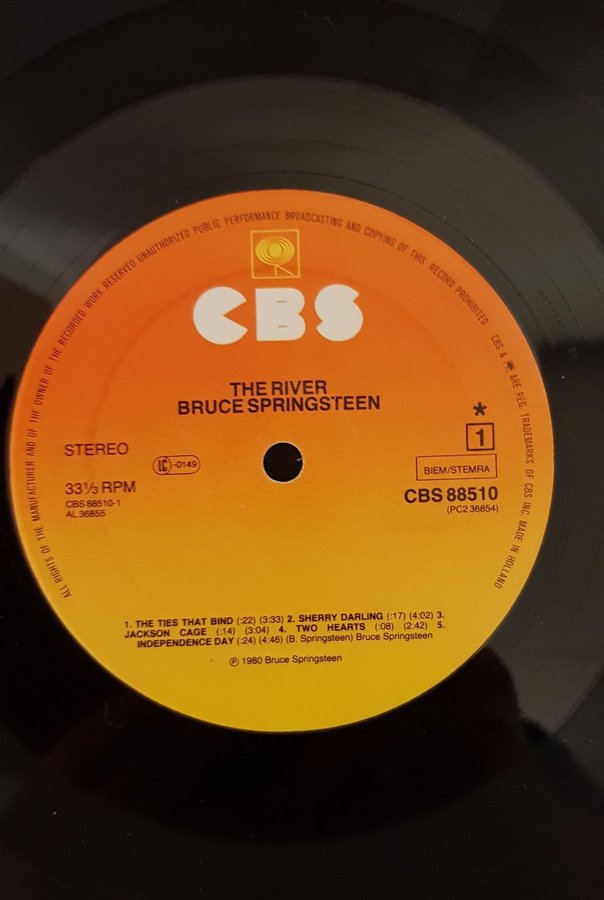 ALL RIGHTS OF THE MANUFACTURER AND OF THE OWNER OF THE RECORDED WORK RESERVED UNAUTHORIZED PUBLIC PERFORMANCE BROADCASTING AND COPYING OF THIS RECORD PROHIBITED CBS & ARE REG. TRADEMARKS OF CBS INC. MADE IN HOLLAND
CBS
THE RIVER
BRUCE SPRINGSTEEN
STEREO
LC -0149
33⅓ RPM
CBS 88510-1
AL 36855
*
1
BIEM/STEMRA
CBS 88510
(PC2 36854)
1. THE TIES THAT BIND (:22) (3:33) 2. SHERRY DARLING (:17) (4:02) 3.
JACKSON CAGE (:14) (3:04) 4. TWO HEARTS (:08) (2:42) 5.
INDEPENDENCE DAY (:24) (4:46) (B. Springsteen) Bruce Springsteen
℗ 1980 Bruce Springsteen